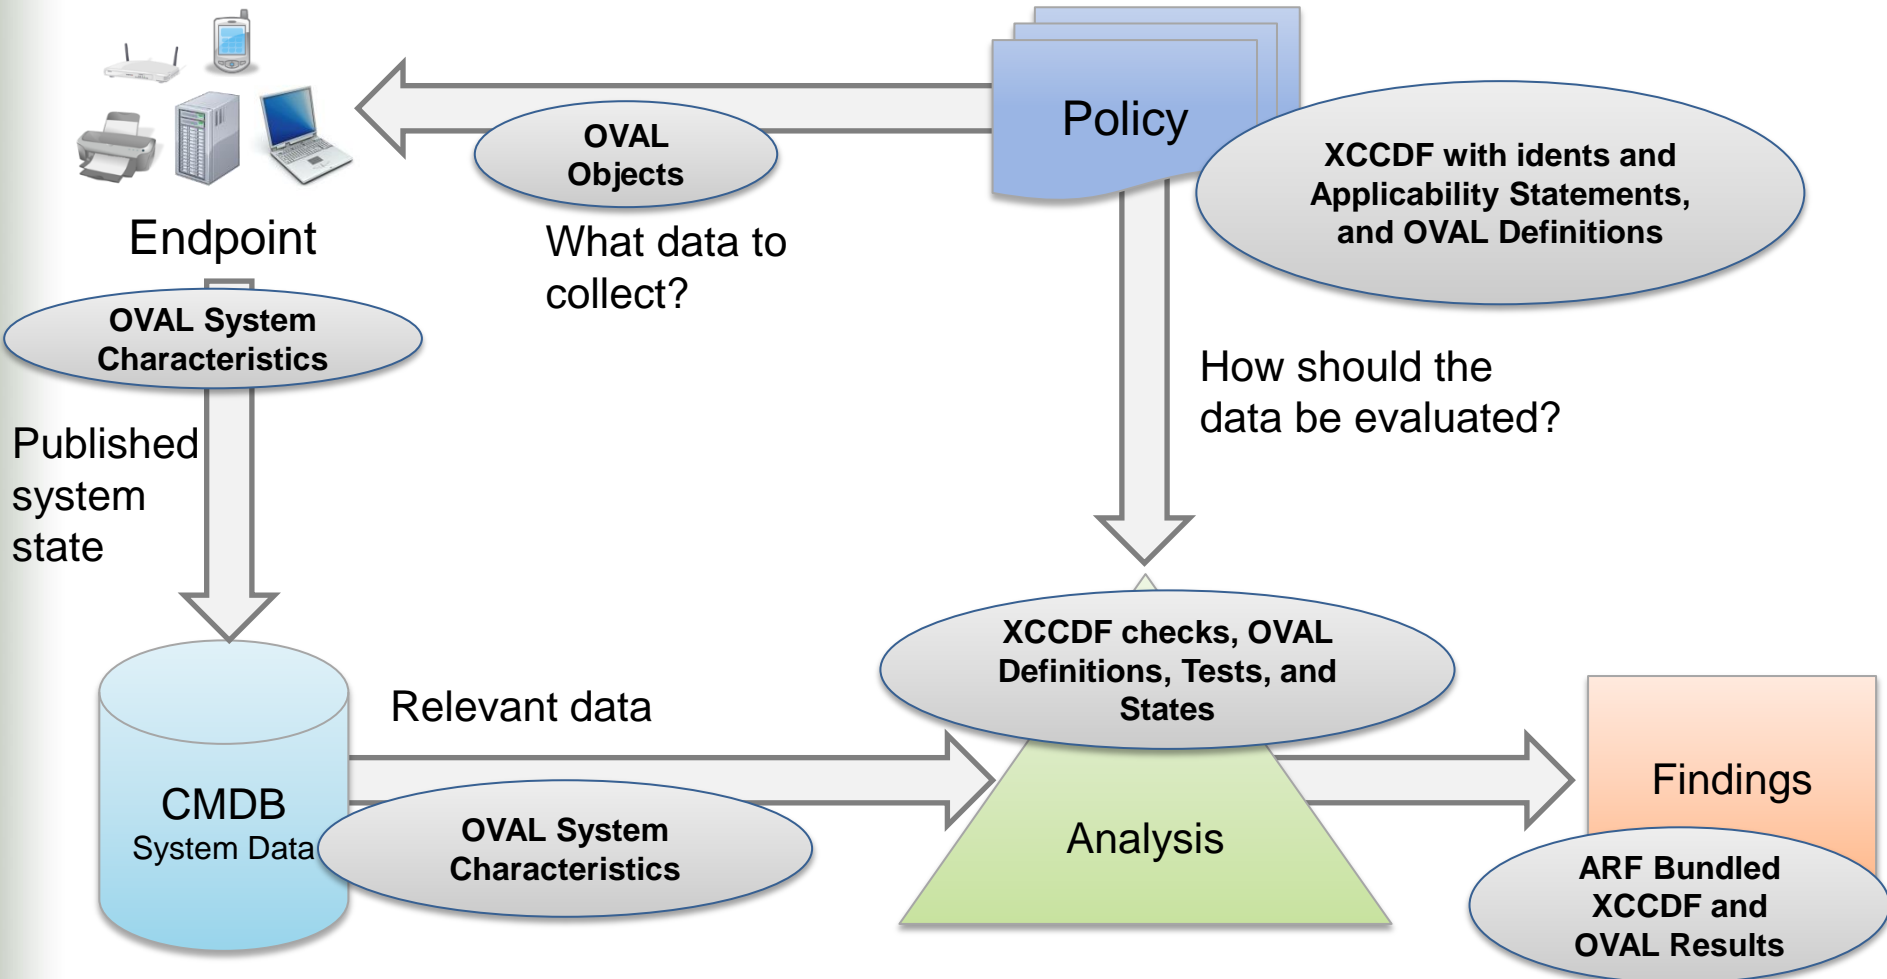 Policy
OVAL
Objects
XCCDF with idents and
Applicability Statements,
and OVAL Definitions
Endpoint
What data to
collect?
OVAL System
Characteristics
How should the
data be evaluated?
Published
system
state
XCCDF checks, OVAL
Definitions, Tests, and
States
Relevant data
CMDB
System Data
OVAL System
Characteristics
Analysis
Findings
ARF Bundled
XCCDF and
OVAL Results